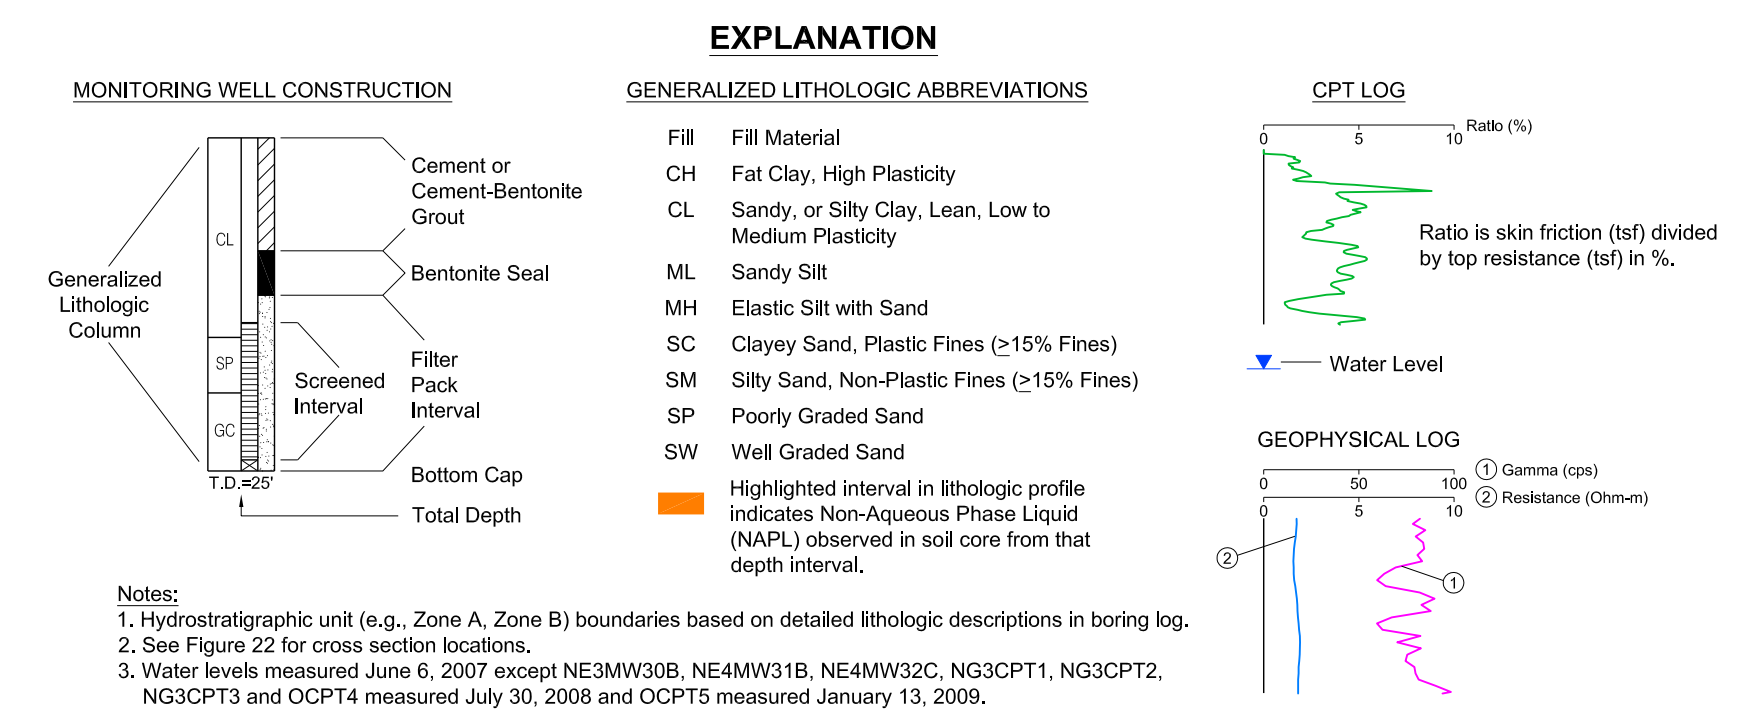 EXPLANATION
MONITORING WELL CONSTRUCTION
CL
SP
GC
Generalized
Lithologic
Column
Cement or
Cement-Bentonite
Grout
Bentonite Seal
Filter
Pack
Interval
Screened
Interval
Bottom Cap
T.D.=25'
Total Depth
GENERALIZED LITHOLOGIC ABBREVIATIONS
Fill Fill Material
CH Fat Clay, High Plasticity
CL Sandy, or Silty Clay, Lean, Low to
Medium Plasticity
ML Sandy Silt
MH Elastic Silt with Sand
SC Clayey Sand, Plastic Fines (≥15% Fines)
SM Silty Sand, Non-Plastic Fines (≥15% Fines)
SP Poorly Graded Sand
SW Well Graded Sand
Highlighted interval in lithologic profile
indicates Non-Aqueous Phase Liquid
(NAPL) observed in soil core from that
depth interval.
CPT LOG
0 5 10 Ratio (%)
Ratio is skin friction (tsf) divided
by top resistance (tsf) in %.
Water Level
GEOPHYSICAL LOG
0 50 100 1 Gamma (cps)
0 5 10 2 Resistance (Ohm-m)
2
1
Notes:
1. Hydrostratigraphic unit (e.g., Zone A, Zone B) boundaries based on detailed lithologic descriptions in boring log.
2. See Figure 22 for cross section locations.
3. Water levels measured June 6, 2007 except NE3MW30B, NE4MW31B, NE4MW32C, NG3CPT1, NG3CPT2,
NG3CPT3 and OCPT4 measured July 30, 2008 and OCPT5 measured January 13, 2009.